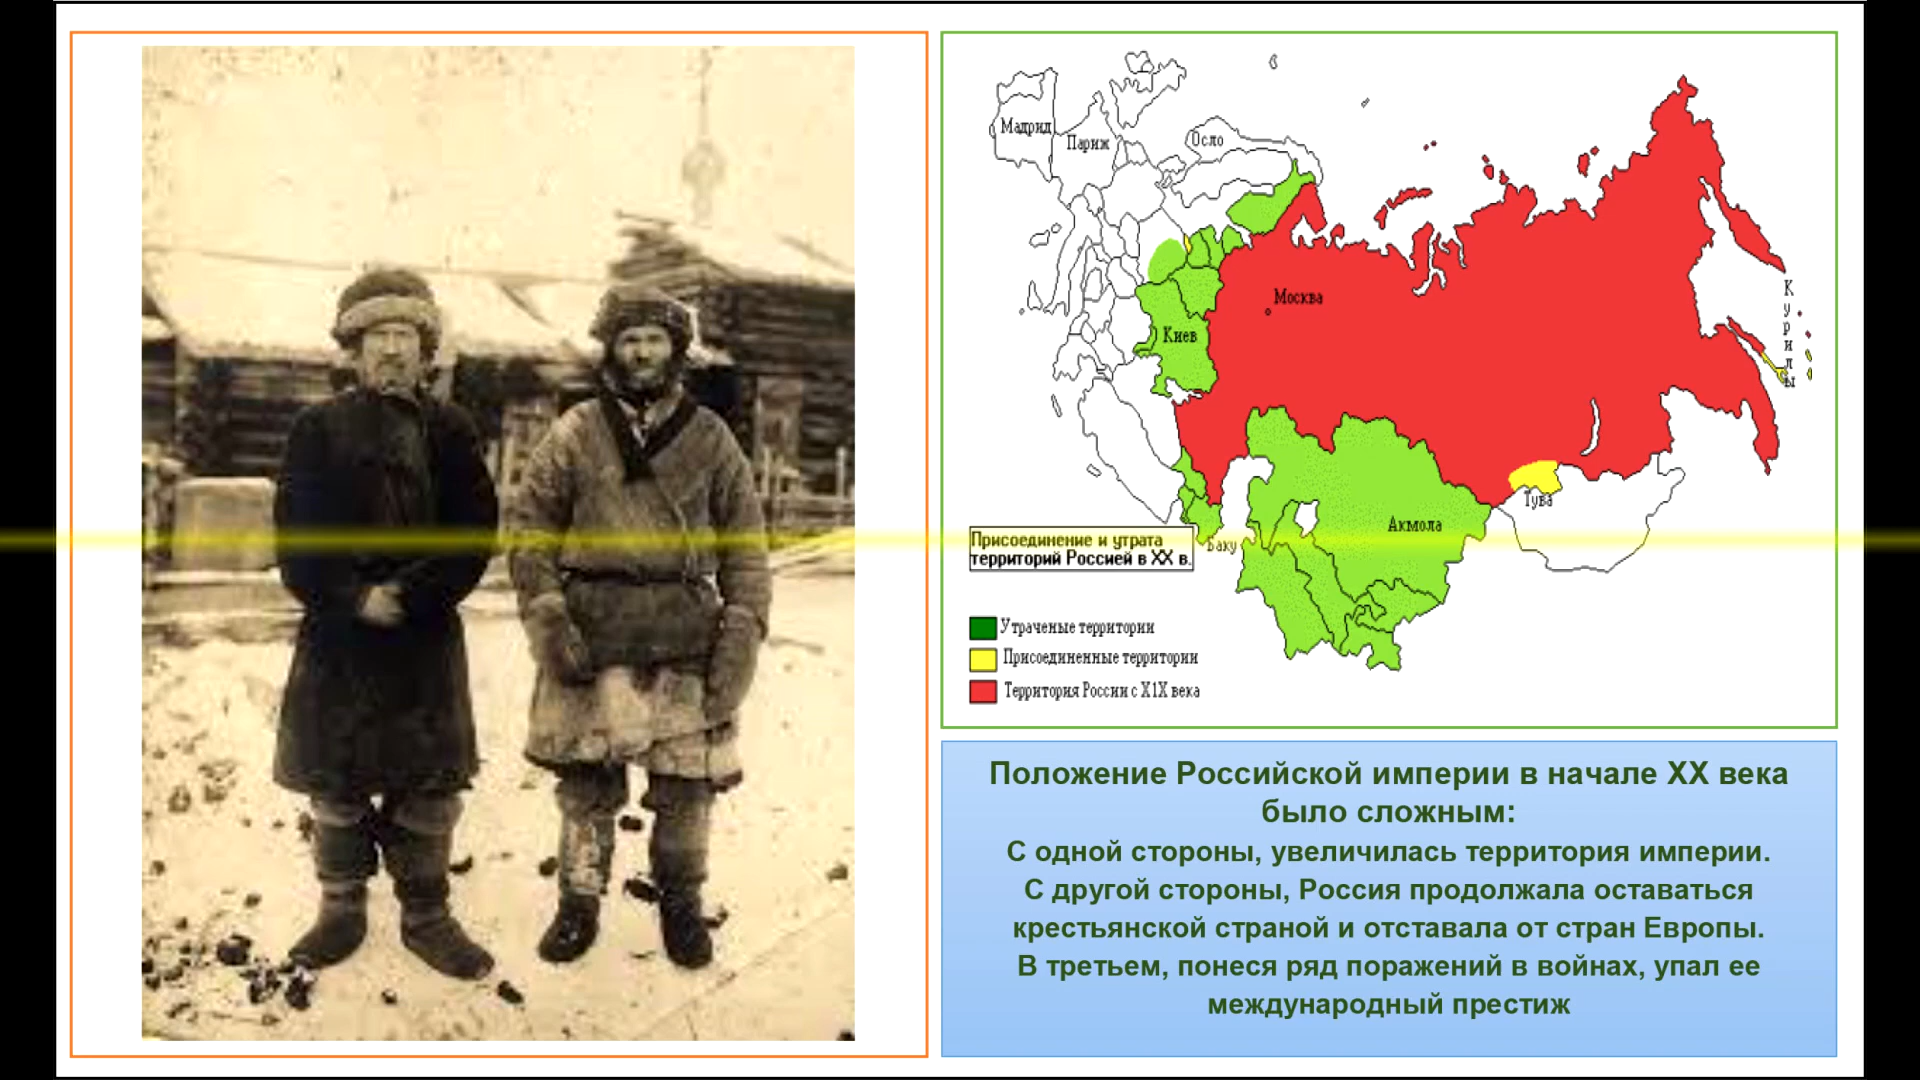 Мадрид
Париж
Осло
Москва
Киев
Курилы
Тува
Акмола
Баку
Присоединение и утрата
территорий Россией в XX в.
Утраченые территории
Присоединенные территории
Территория России с X1X века
Положение Российской империи в начале XX века
было сложным:
С одной стороны, увеличилась территория империи.
С другой стороны, Россия продолжала оставаться
крестьянской страной и отставала от стран Европы.
В третьем, понеся ряд поражений в войнах, упал ее
международный престиж